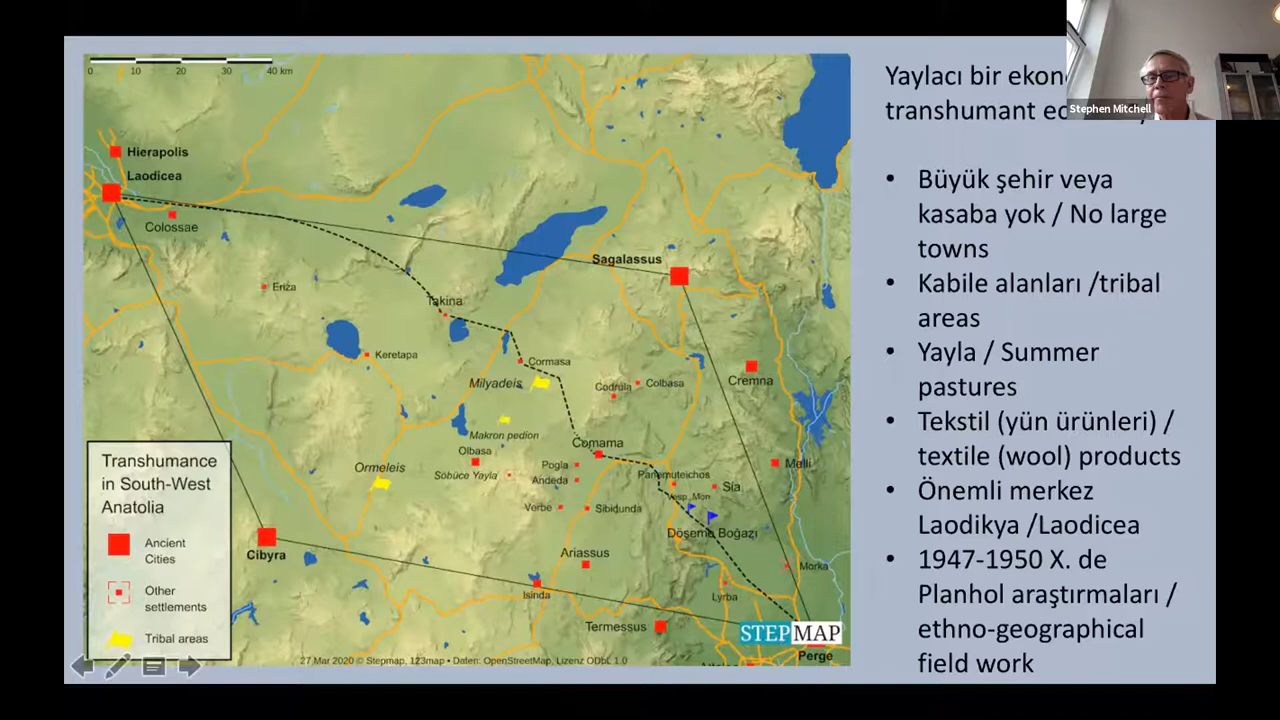 0 10 20 30 40 km
Hierapolis
Laodicea
Colossae
Sagalassus
Eriza
Takina
Keretapa
Cormasa
Milyadeis
Codrula
Colbasa
Cremna
Makron pedion
Comama
Olbasa
Ormeleis
Söbüce Yayla
Pogla
Andeda
Panemuteichos
Sia
Melli
Vesp. Mon
Verbe
Sibidunda
Döşeme Boğazi
Cibyra
Ariassus
Isinda
Morka
Lyrba
Termessus
STEPMAP
Perge
Transhumance
in South-West
Anatolia
Ancient
Cities
Other
settlements
Tribal areas
27 Mar 2020 © Stepmap, 123map • Daten: OpenStreetMap, Lizenz ODbL 1.0
Yaylacı bir
transhumant
Stephen Mitchell
• Büyük şehir veya
kasaba yok / No large
towns
• Kabile alanları /tribal
areas
• Yayla / Summer
pastures
• Tekstil (yün ürünleri) /
textile (wool) products
• Önemli merkez
Laodikya /Laodicea
• 1947-1950 X. de
Planhol araştırmaları /
ethno-geographical
field work